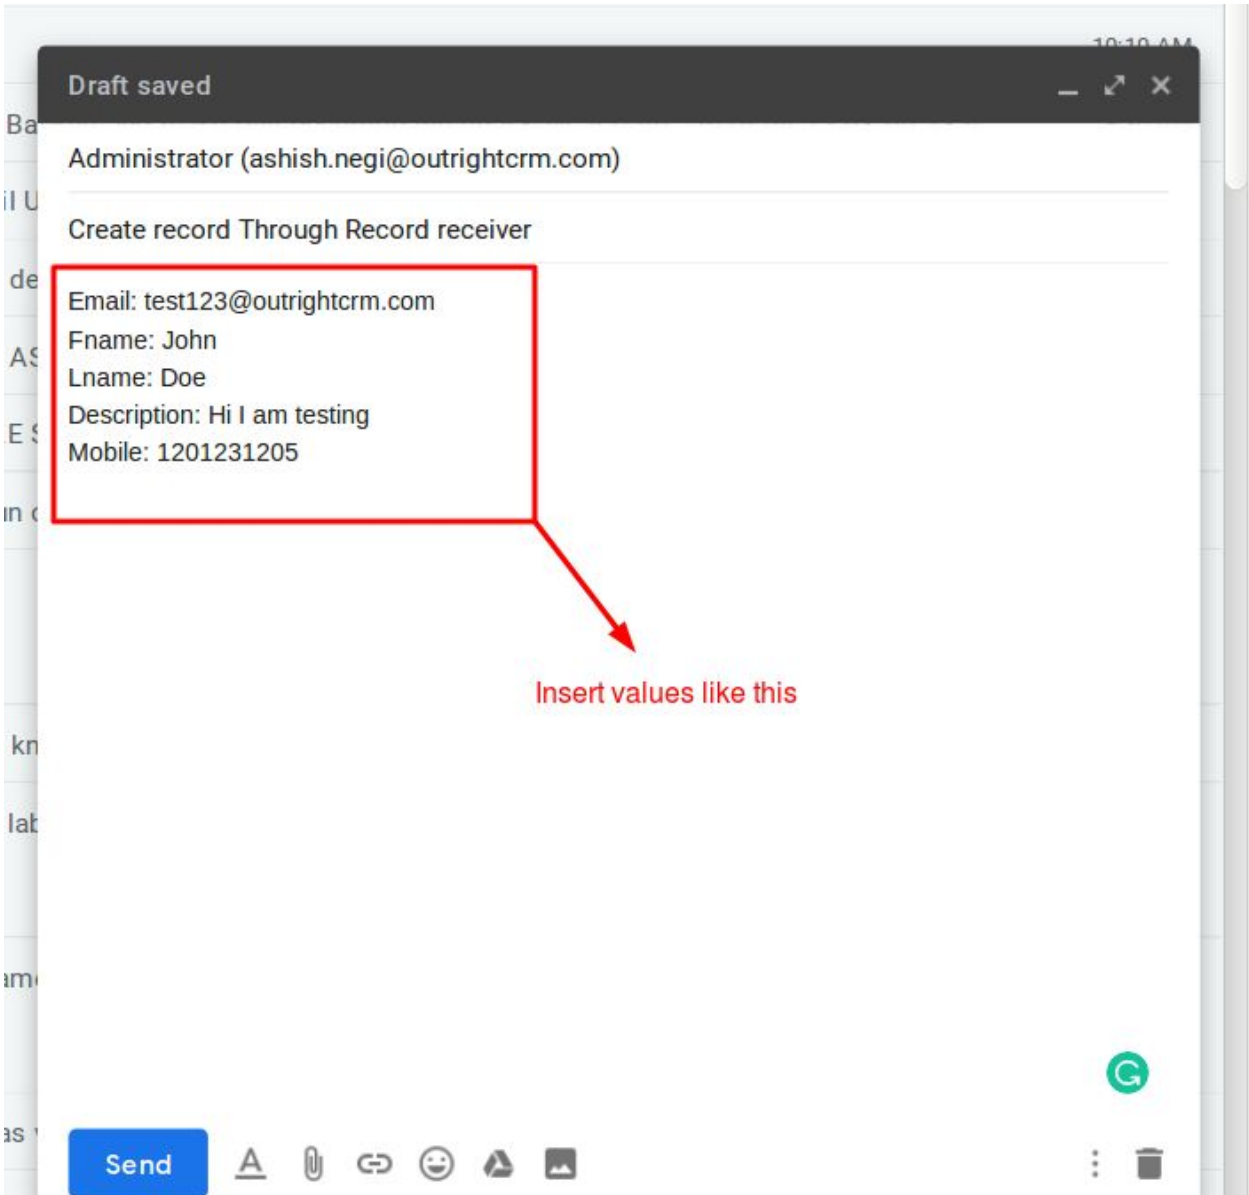 Draft saved
Administrator (ashish.negi@outrightcrm.com)
Create record Through Record receiver
Email: test123@outrightcrm.com
Fname: John
Lname: Doe
Description: Hi I am testing
Mobile: 1201231205
Insert values like this
Send